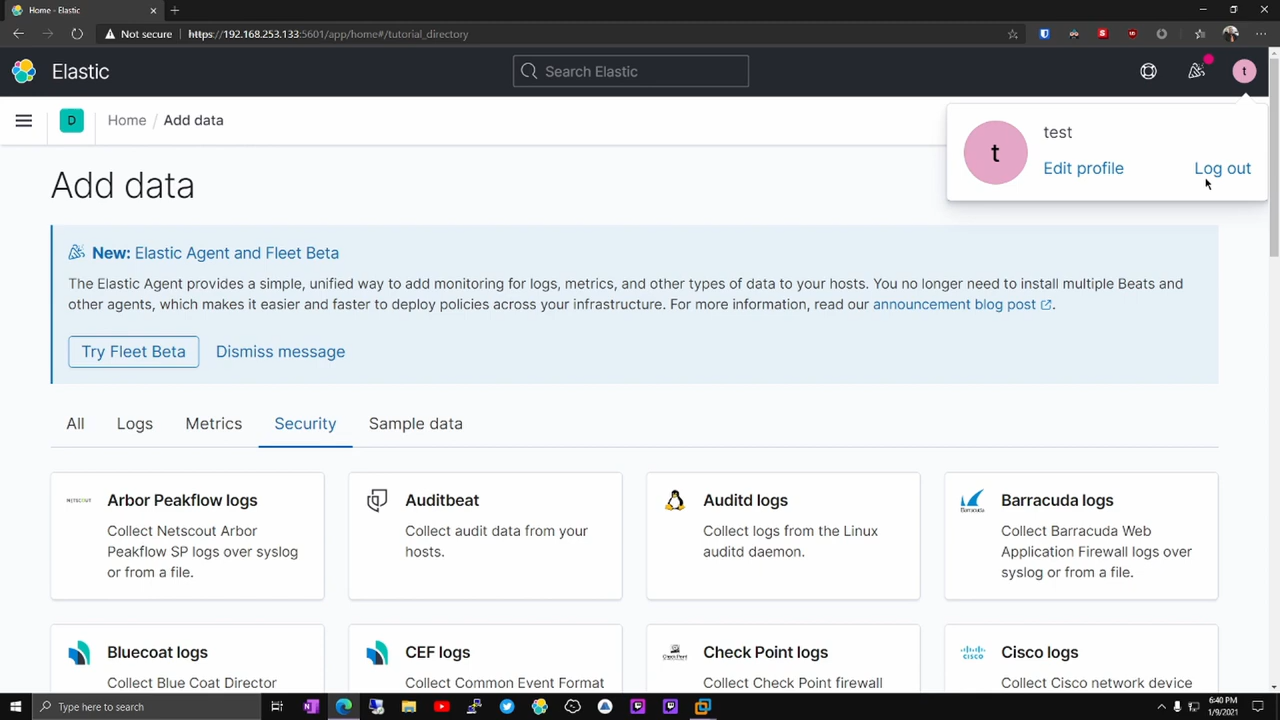 Home - Elastic
Not secure
https://192.168.253.133:5601/app/home#/tutorial_directory
Elastic
Search Elastic
t
D
Home / Add data
t
test
Edit profile
Log out
Add data
New: Elastic Agent and Fleet Beta
The Elastic Agent provides a simple, unified way to add monitoring for logs, metrics, and other types of data to your hosts. You no longer need to install multiple Beats and
other agents, which makes it easier and faster to deploy policies across your infrastructure. For more information, read our announcement blog post.
Try Fleet Beta
Dismiss message
All
Logs
Metrics
Security
Sample data
NETSCOUT
Arbor Peakflow logs
Collect Netscout Arbor
Peakflow SP logs over syslog
or from a file.
Auditbeat
Collect audit data from your
hosts.
Auditd logs
Collect logs from the Linux
auditd daemon.
Barracuda
Barracuda logs
Collect Barracuda Web
Application Firewall logs over
syslog or from a file.
Bluecoat logs
Collect Blue Coat Director
CEF logs
Collect Common Event Format
Check Point
Check Point logs
Collect Check Point firewall
CISCO
Cisco logs
Collect Cisco network device
Type here to search
6:40 PM
1/9/2021